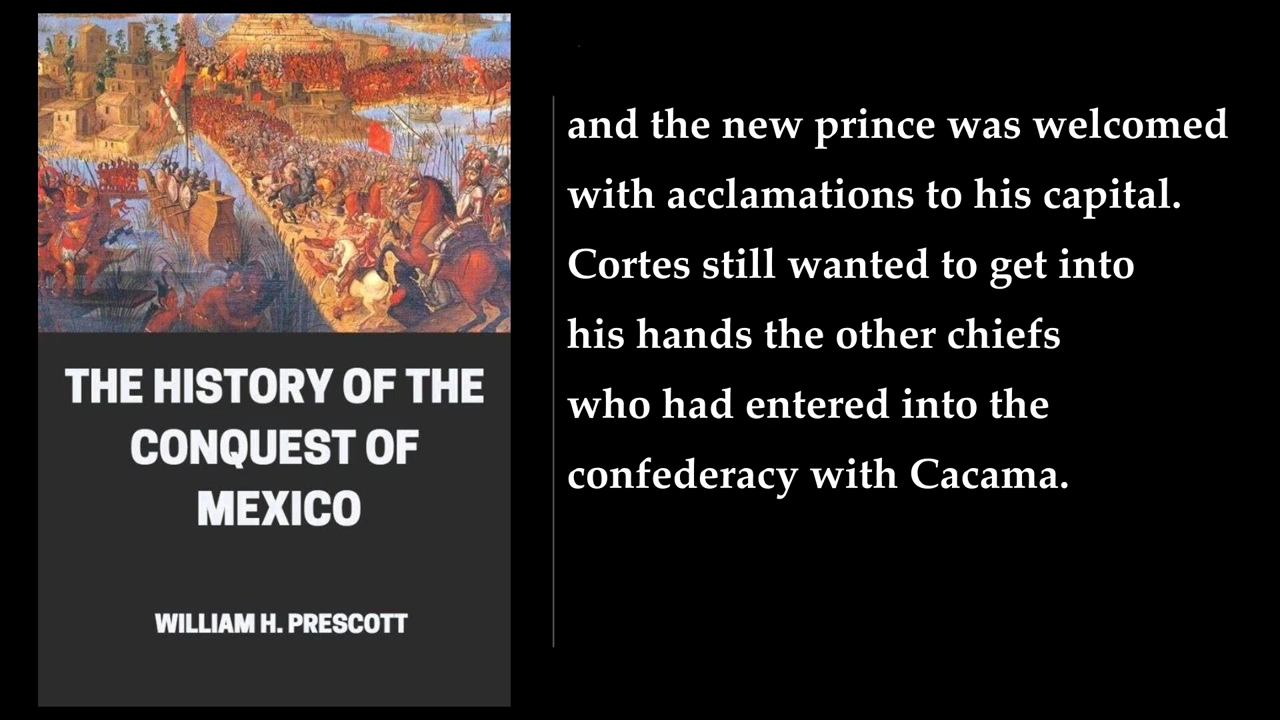 THE HISTORY OF THE
CONQUEST OF
MEXICO
WILLIAM H. PRESCOTT
and the new prince was welcomed
with acclamations to his capital.
Cortes still wanted to get into
his hands the other chiefs
who had entered into the
confederacy with Cacama.